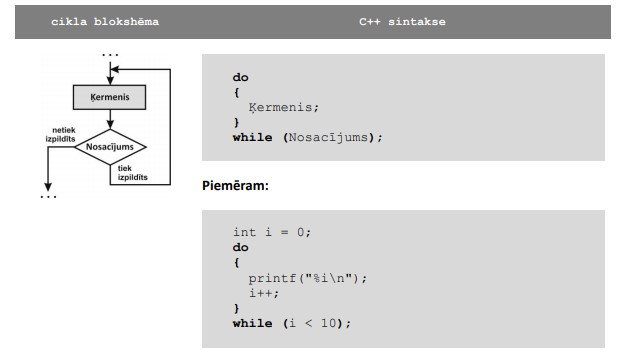 cikla blokshēma
C++ sintakse
...
Ķermenis
netiek
izpildīts
Nosacījums
tiek
izpildīts
...
do
{
Ķermenis;
}
while (Nosacījums);
Piemēram:
int i = 0;
do
{
printf("%i\n");
i++;
}
while (i < 10);